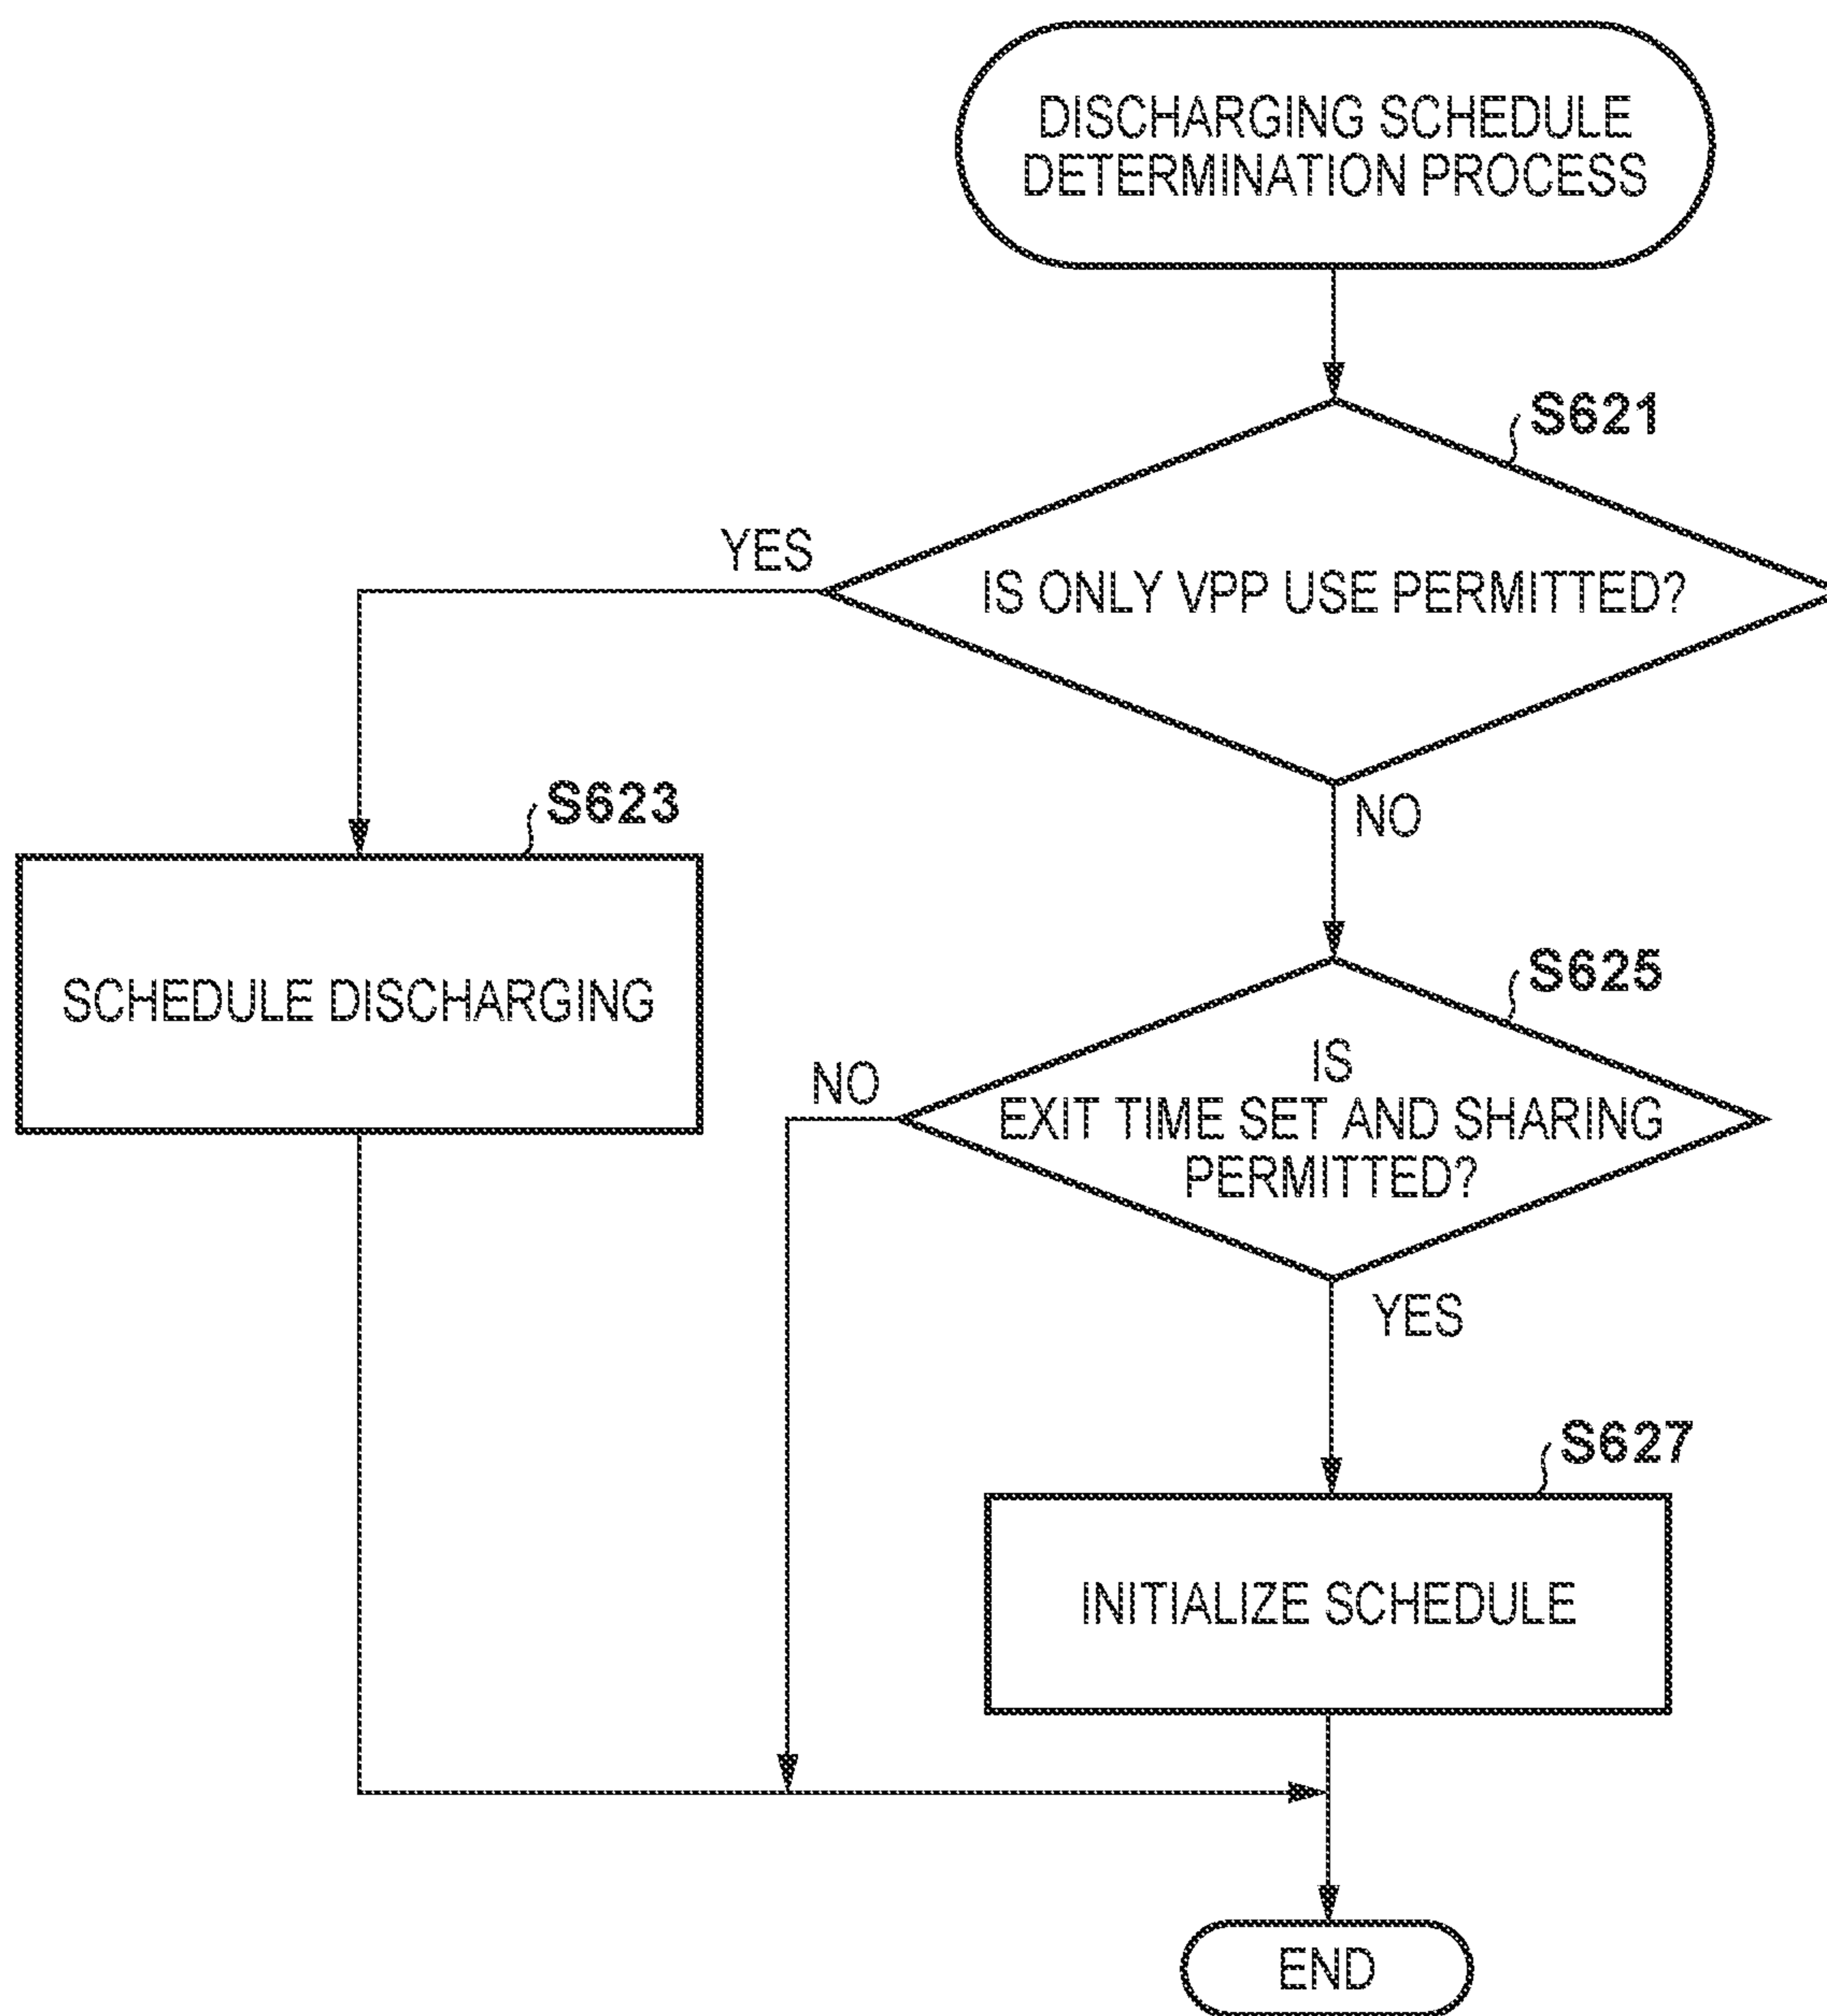 DISCHARGING SCHEDULE
DETERMINATION PROCESS
S621
YES
IS ONLY VPP USE PERMITTED?
NO
S623
SCHEDULE DISCHARGING
S625
NO
IS
EXIT TIME SET AND SHARING
PERMITTED?
YES
S627
INITIALIZE SCHEDULE
END